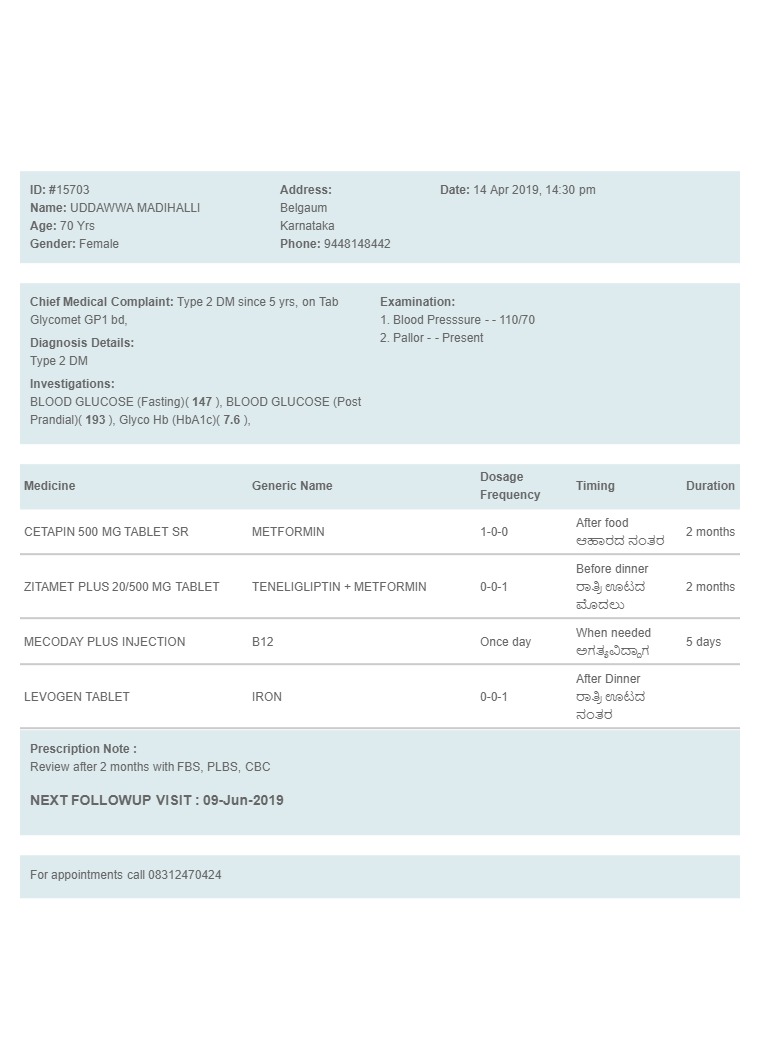 ID: #15703
Name: UDDAWWA MADIHALLI
Age: 70 Yrs
Gender: Female
Address:
Belgaum
Karnataka
Phone: 9448148442
Date: 14 Apr 2019, 14:30 pm
Chief Medical Complaint: Type 2 DM since 5 yrs, on Tab
Glycomet GP1 bd,
Diagnosis Details:
Type 2 DM
Investigations:
BLOOD GLUCOSE (Fasting)( 147 ), BLOOD GLUCOSE (Post
Prandial)( 193 ), Glyco Hb (HbA1c)( 7.6 ),
Examination:
1. Blood Presssure - - 110/70
2. Pallor - - Present
Medicine Generic Name Dosage Frequency Timing Duration
CETAPIN 500 MG TABLET SR METFORMIN 1-0-0 After food 2 months
ಆಹಾರದ ನಂತರ
ZITAMET PLUS 20/500 MG TABLET TENELIGLIPTIN + METFORMIN 0-0-1 Before dinner 2 months
ರಾತ್ರಿ ಊಟದ
ಮೊದಲು
MECODAY PLUS INJECTION B12 Once day When needed 5 days
ಅಗತ್ಯವಿದ್ದಾಗ
LEVOGEN TABLET IRON 0-0-1 After Dinner
ರಾತ್ರಿ ಊಟದ
ನಂತರ
Prescription Note :
Review after 2 months with FBS, PLBS, CBC
NEXT FOLLOWUP VISIT : 09-Jun-2019
For appointments call 08312470424